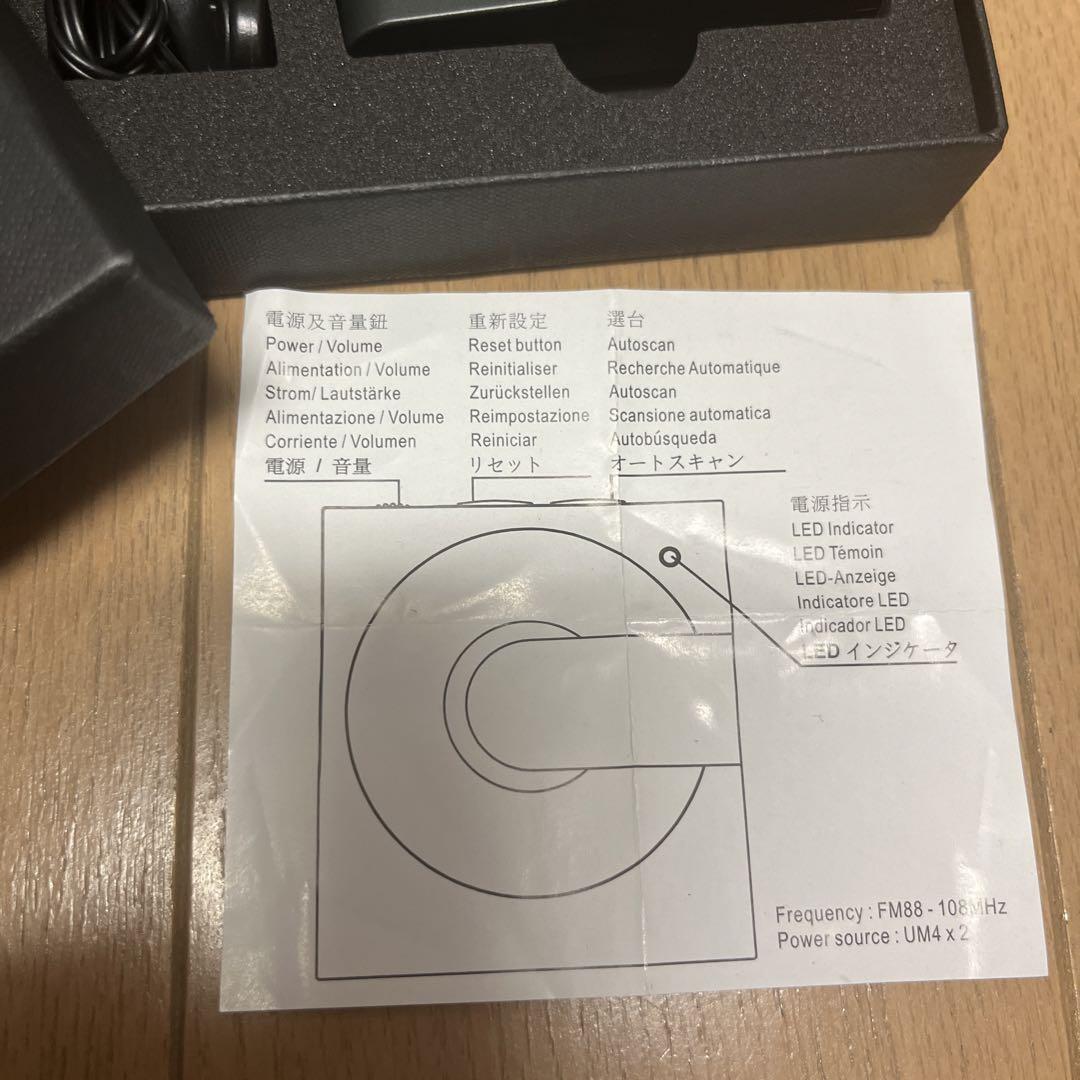 電源及音量鈕
Power / Volume
Alimentation / Volume
Strom/ Lautstärke
Alimentazione / Volume
Corriente / Volumen
電源 / 音量
重新設定
Reset button
Reinitialiser
Zurückstellen
Reimpostazione
Reiniciar
リセット
選台
Autoscan
Recherche Automatique
Autoscan
Scansione automatica
Autobúsqueda
オートスキャン
電源指示
LED Indicator
LED Témoin
LED-Anzeige
Indicatore LED
Indicador LED
LED インジケータ
Frequency : FM88 - 108MHz
Power source : UM4 x 2